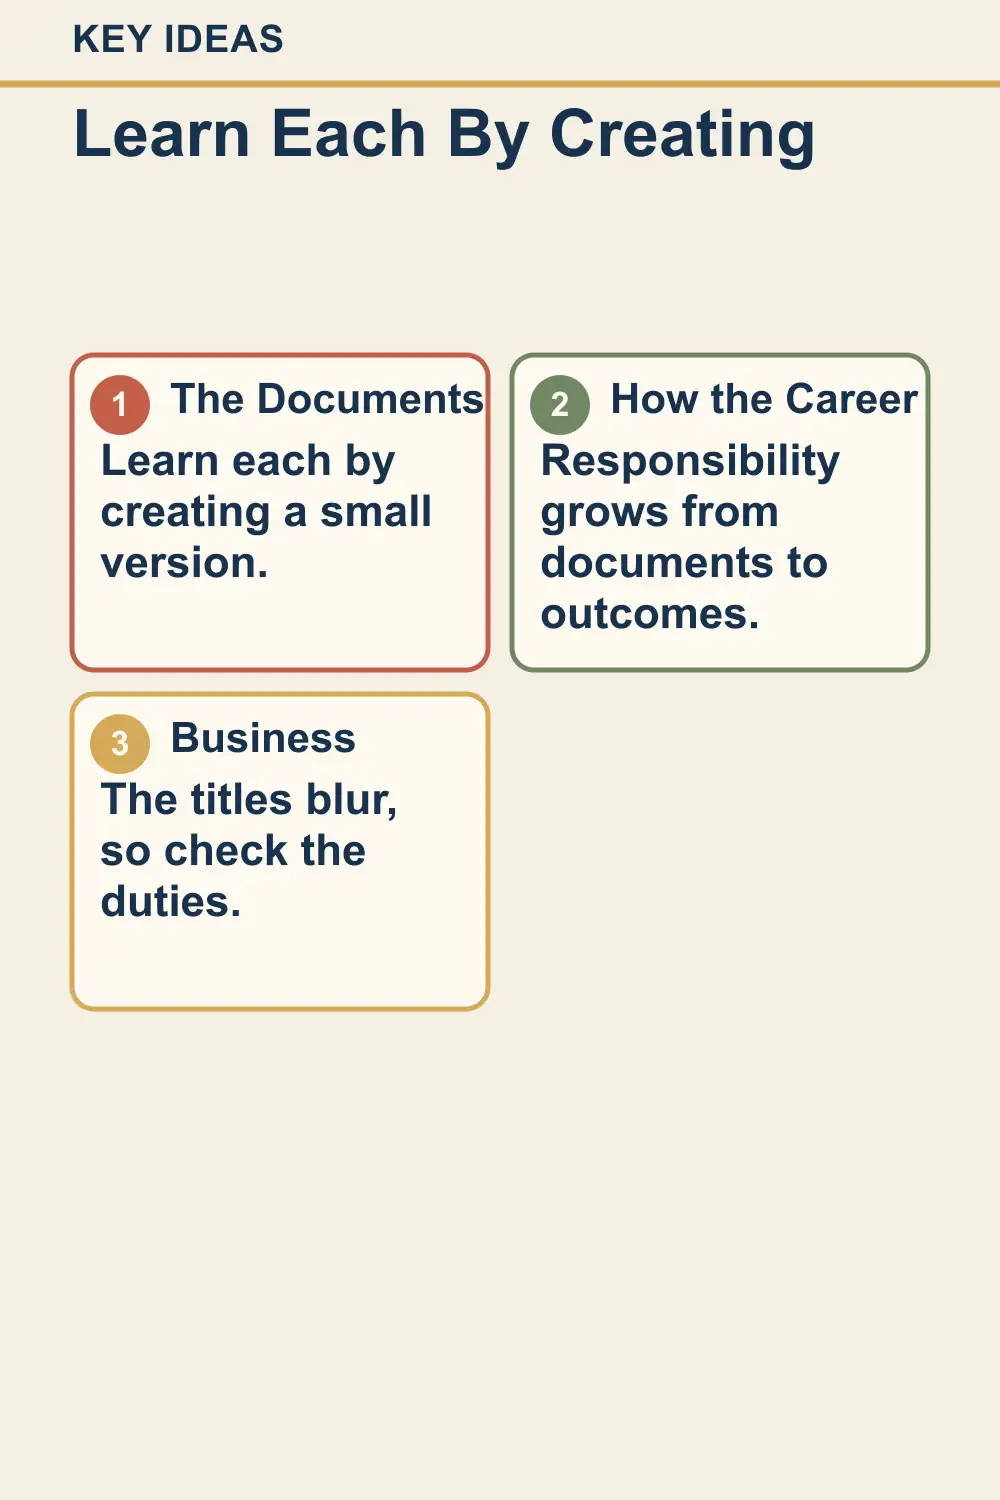 KEY IDEAS
Learn Each By Creating
1 The Documents
Learn each by
creating a small
version.
2 How the Career
Responsibility
grows from
documents to
outcomes.
3 Business
The titles blur,
so check the
duties.